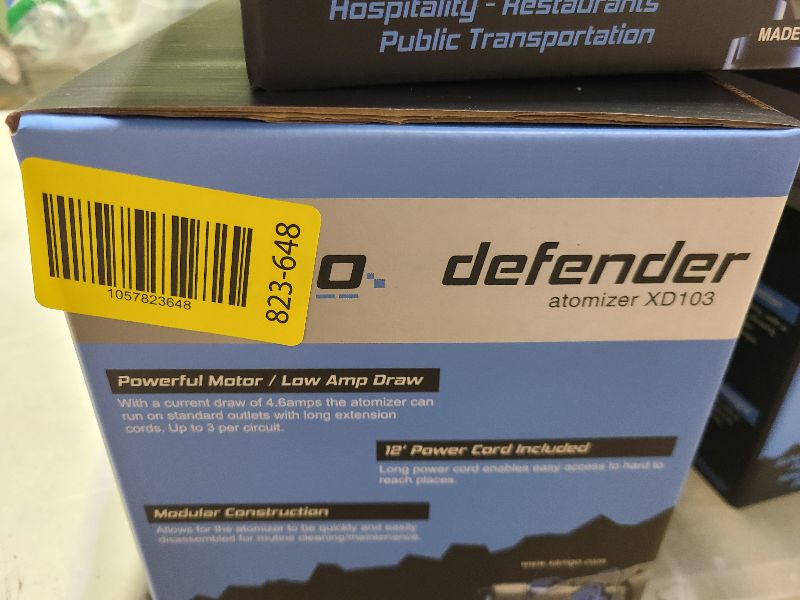 Hospitality - Restaurants
Public Transportation
MADE
1057823648
823-648
o
defender
atomizer XD103
Powerful Motor / Low Amp Draw
With a current draw of 4.6amps the atomizer can
run on standard outlets with long extension
cords. Up to 3 per circuit.
12' Power Cord Included
Long power cord enables easy access to hard to
reach places.
Modular Construction
Allows for the atomizer to be quickly and easily
disassembled for routine cleaning/maintenance.